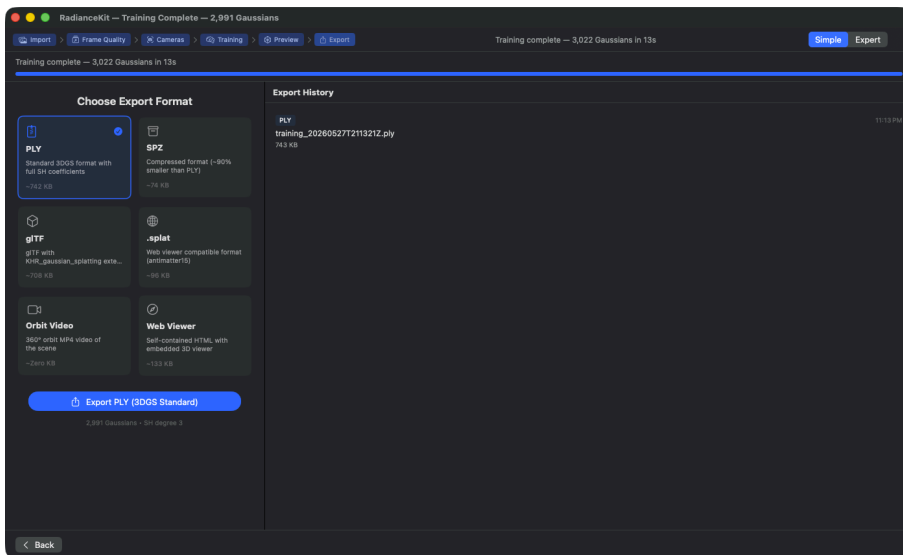 RadianceKit — Training Complete — 2,991 Gaussians
Import > Frame Quality > Cameras > Training > Preview > Export
Training complete — 3,022 Gaussians in 13s
Simple Expert
Training complete — 3,022 Gaussians in 13s
Choose Export Format
PLY
Standard 3DGS format with
full SH coefficients
~742 KB
SPZ
Compressed format (~90%
smaller than PLY)
~74 KB
glTF
glTF with
KHR_gaussian_splatting exte...
~708 KB
.splat
Web viewer compatible format
(antimatter15)
~96 KB
Orbit Video
360° orbit MP4 video of
the scene
~Zero KB
Web Viewer
Self-contained HTML with
embedded 3D viewer
~133 KB
Export PLY (3DGS Standard)
2,991 Gaussians • SH degree 3
Export History
PLY
11:13 PM
training_20260527T211321Z.ply
743 KB
< Back